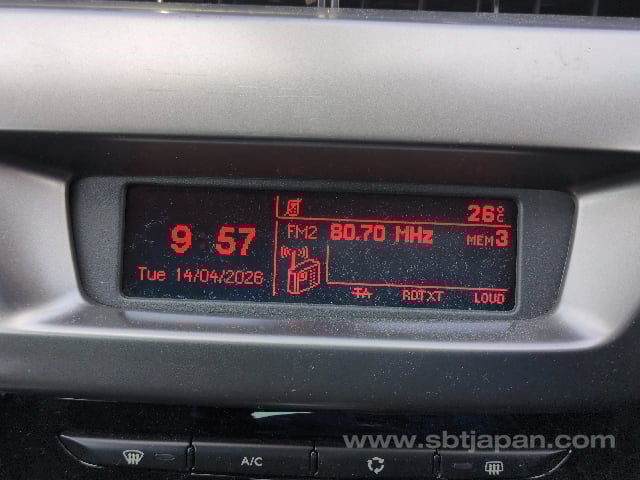 9 57
Tue 14/04/2026
26°C
FM2 80.70 MHz MEM3
TA RDTXT LOUD
A/C
www.sbtjapan.com